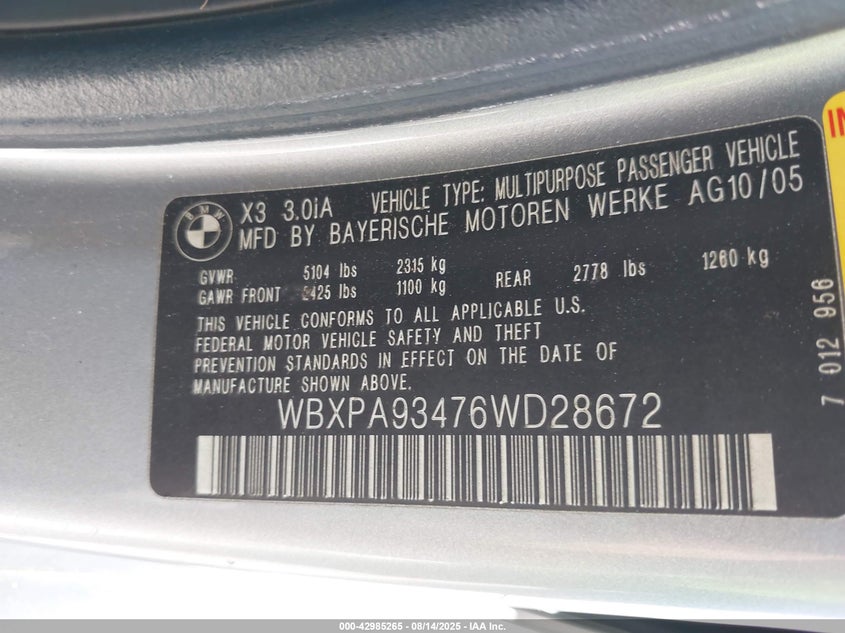 BMW
X3 3.0iA VEHICLE TYPE: MULTIPURPOSE PASSENGER VEHICLE
MFD BY BAYERISCHE MOTOREN WERKE AG 10/05
GVWR 5104 lbs 2315 kg
GAWR FRONT 2425 lbs 1100 kg REAR 2778 lbs 1260 kg
THIS VEHICLE CONFORMS TO ALL APPLICABLE U.S.
FEDERAL MOTOR VEHICLE SAFETY AND THEFT
PREVENTION STANDARDS IN EFFECT ON THE DATE OF
MANUFACTURE SHOWN ABOVE.
WBXPA93476WD28672
7 012 956
000-42985265 - 08/14/2025 - IAA Inc.